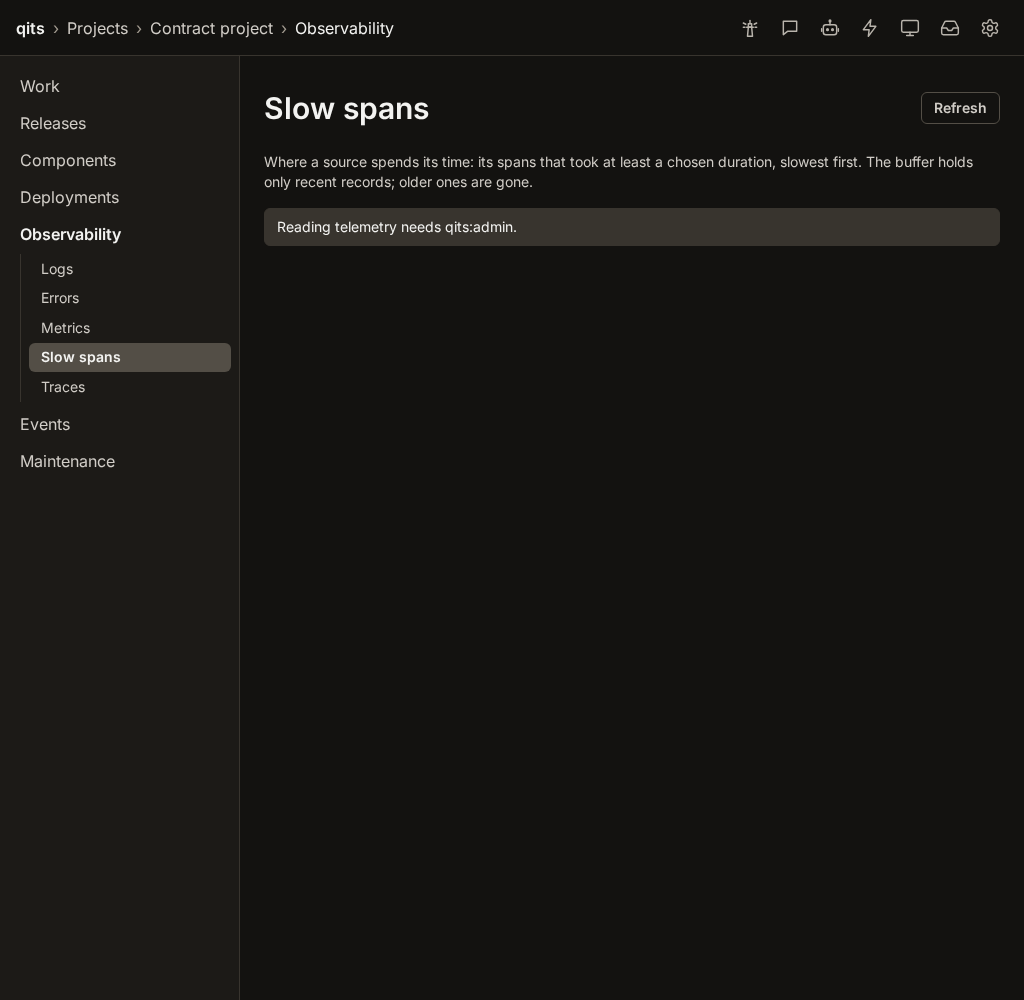 qits › Projects › Contract project › Observability
Work
Releases
Components
Deployments
Observability
Logs
Errors
Metrics
Slow spans
Traces
Events
Maintenance
Slow spans
Refresh
Where a source spends its time: its spans that took at least a chosen duration, slowest first. The buffer holds
only recent records; older ones are gone.
Reading telemetry needs qits:admin.